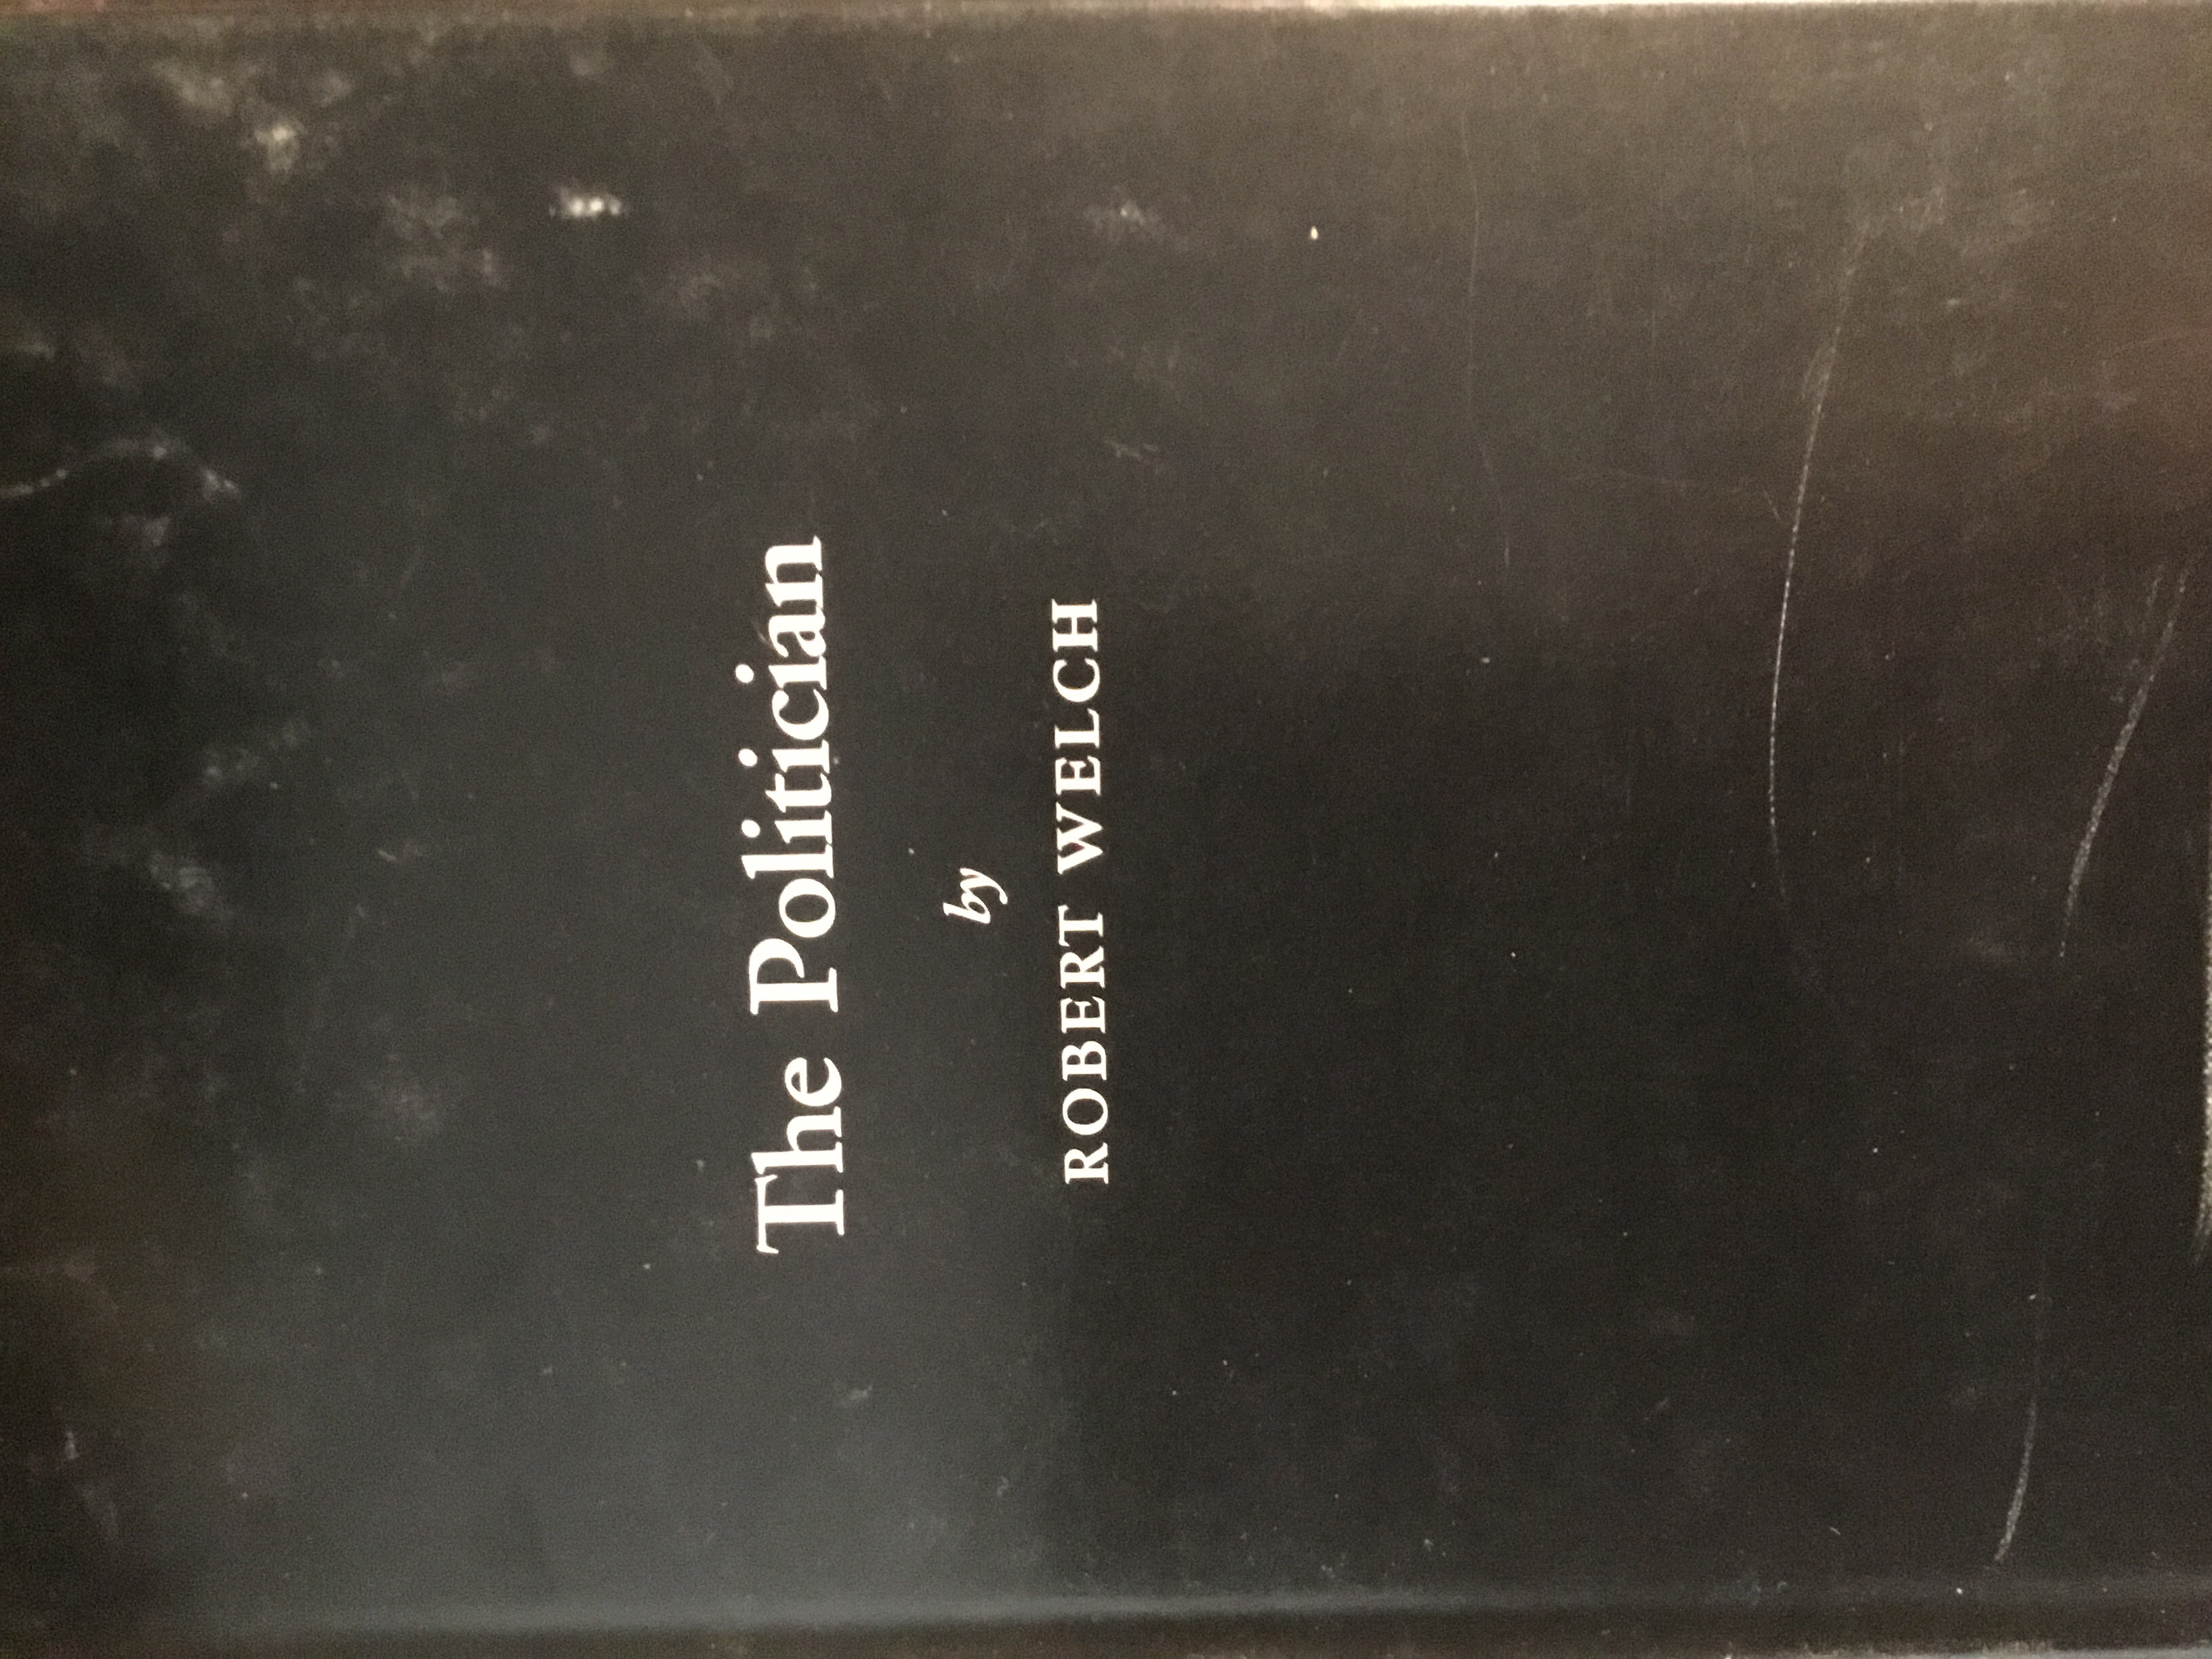 The Politician
by
ROBERT WELCH